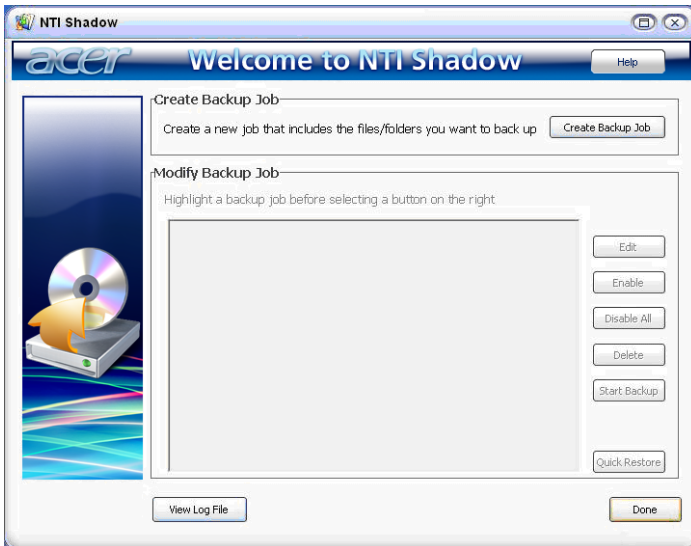 NTI Shadow
acer
Welcome to NTI Shadow
Help
Create Backup Job
Create a new job that includes the files/folders you want to back up
Create Backup Job
Modify Backup Job
Highlight a backup job before selecting a button on the right
Edit
Enable
Disable All
Delete
Start Backup
Quick Restore
View Log File
Done